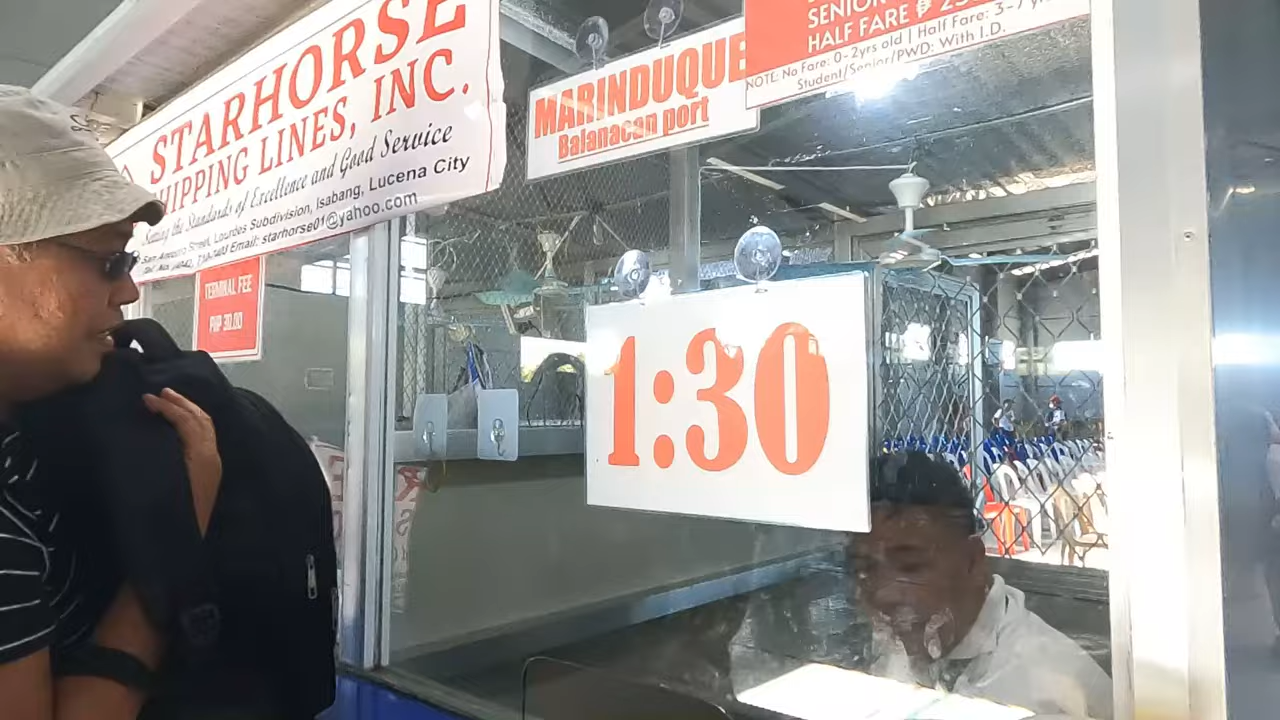 STARHORSE
SHIPPING LINES, INC.
the Standards of Excellence and Good Service
Street, Lourdes Subdivision, Isabang, Lucena City
Email: starhorse01@yahoo.com
TERMINAL FEE
PHP 30.00
MARINDUQUE
Balanacan port
SENIOR
HALF FARE ₱
NOTE: No Fare: 0-2yrs old | Half Fare: 3-7
Student/Senior/PWD: With I.D.
1:30